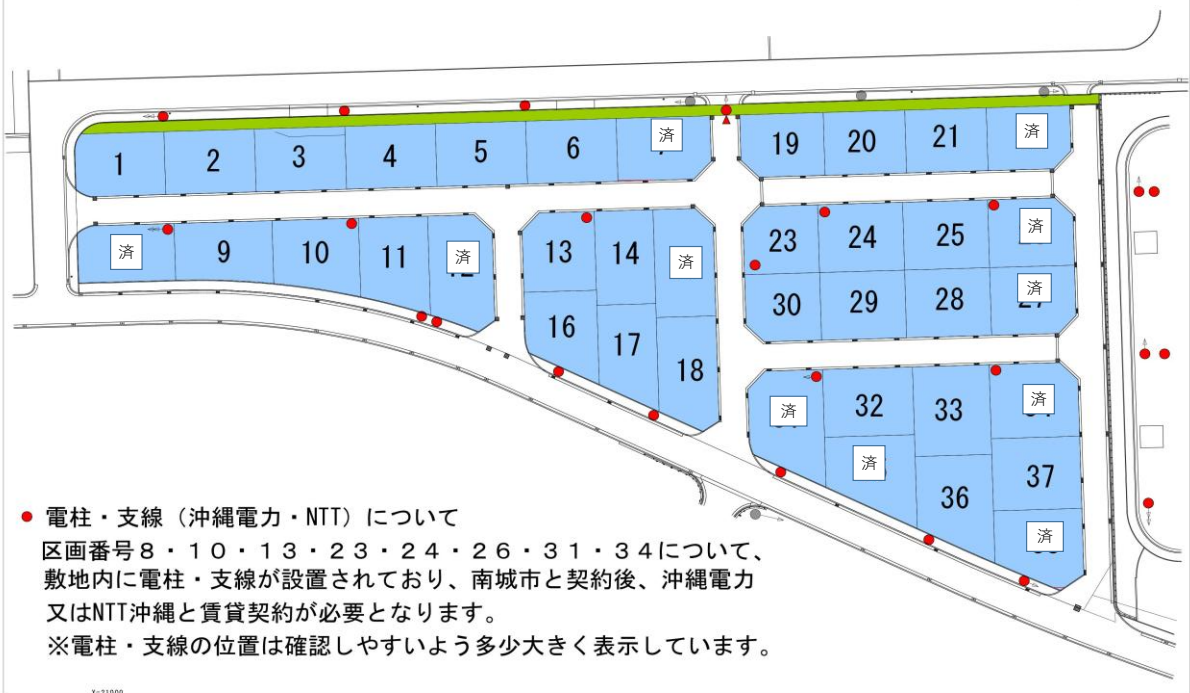 1
2
3
4
5
6
済
19
20
21
済
済
9
10
11
済
13
14
済
16
17
18
23
24
25
済
30
29
28
済
済
32
33
済
済
36
37
済
● 電柱・支線（沖縄電力・NTT）について
区画番号８・１０・１３・２３・２４・２６・３１・３４について、
敷地内に電柱・支線が設置されており、南城市と契約後、沖縄電力
又はNTT沖縄と賃貸契約が必要となります。
※電柱・支線の位置は確認しやすいよう多少大きく表示しています。